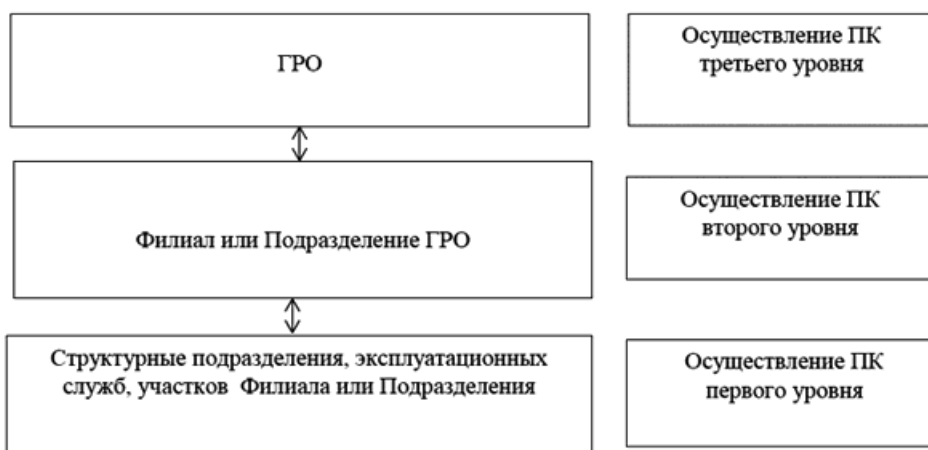 ГРО
Осуществление ПК
третьего уровня
Филиал или Подразделение ГРО
Осуществление ПК
второго уровня
Структурные подразделения, эксплуатационных
служб, участков Филиала или Подразделения
Осуществление ПК
первого уровня